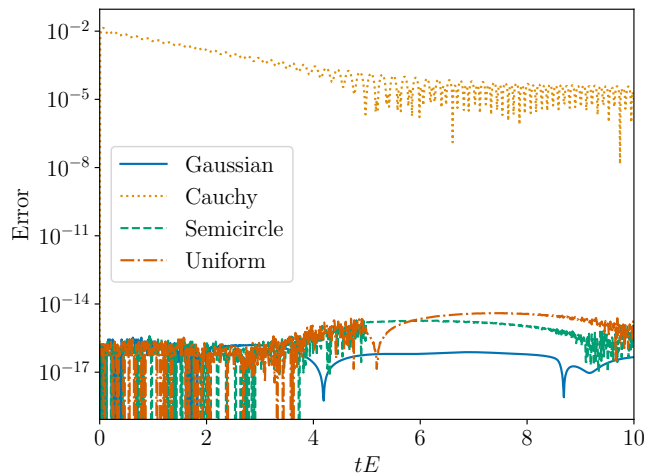 10^{-2}
10^{-5}
10^{-8}
10^{-11}
10^{-14}
10^{-17}
Error
Gaussian
Cauchy
Semicircle
Uniform
0 2 4 6 8 10
tE